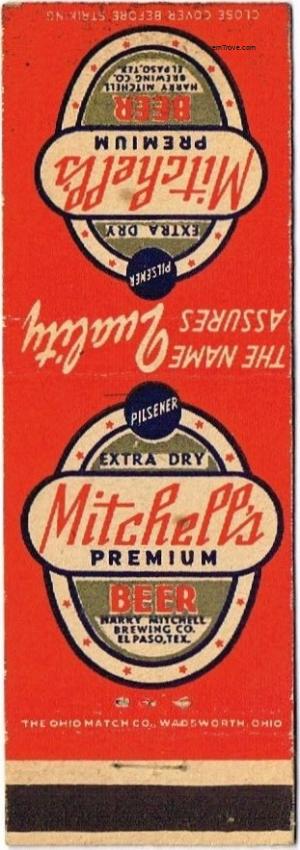 CLOSE COVER BEFORE STRIKING
emTrove.com
HARRY MITCHELL
BREWING CO.
EL PASO, TEX.
BEER
PREMIUM
Mitchell's
EXTRA DRY
PILSENER
THE NAME
ASSURES
Quality
PILSENER
EXTRA DRY
Mitchell's
PREMIUM
BEER
HARRY MITCHELL
BREWING CO.
EL PASO, TEX.
THE OHIO MATCH CO., WADSWORTH, OHIO